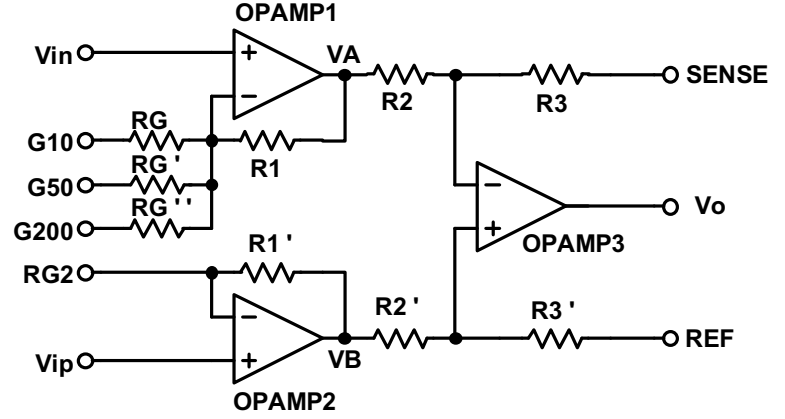 OPAMP1
Vin
+
VA
SENSE
−
R2
R3
G10
RG
R1
G50
RG '
G200
RG ' '
−
Vo
+
OPAMP3
R1 '
RG2
R2 '
R3 '
−
REF
Vip
+
VB
OPAMP2